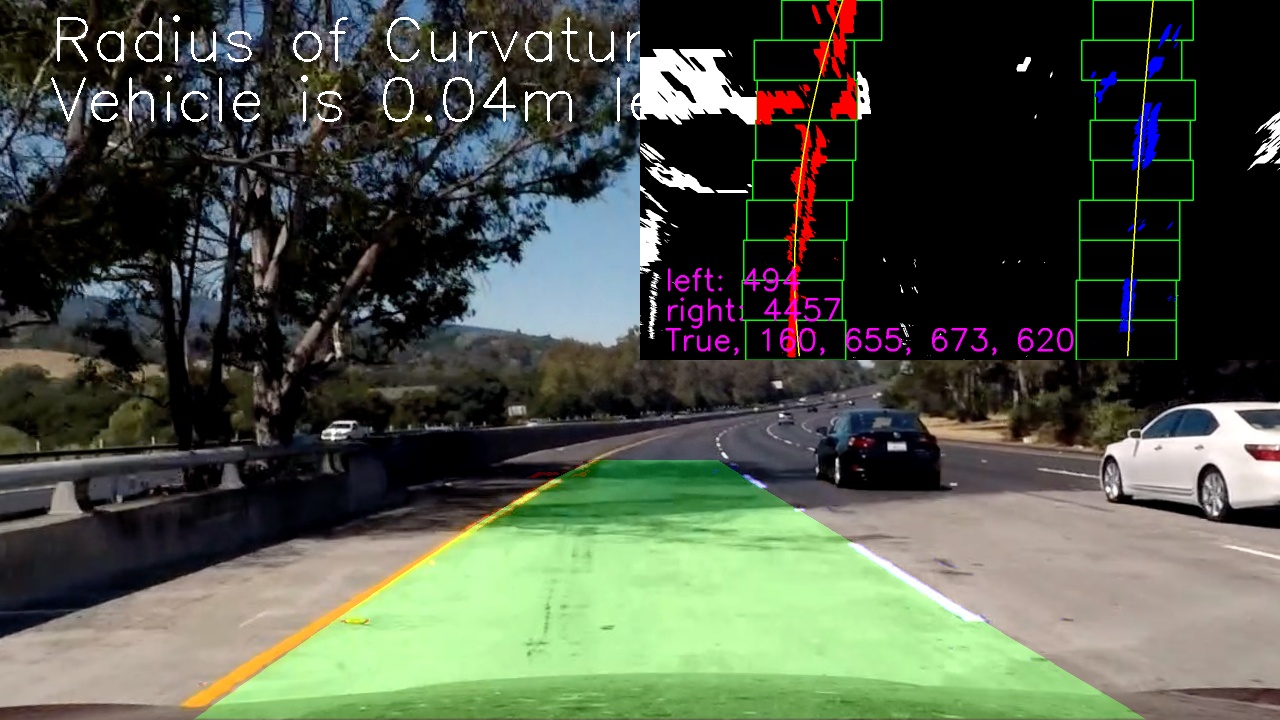 Radius of Curvatur
Vehicle is 0.04m le
left: 494
right: 4457
True, 160, 655, 673, 620